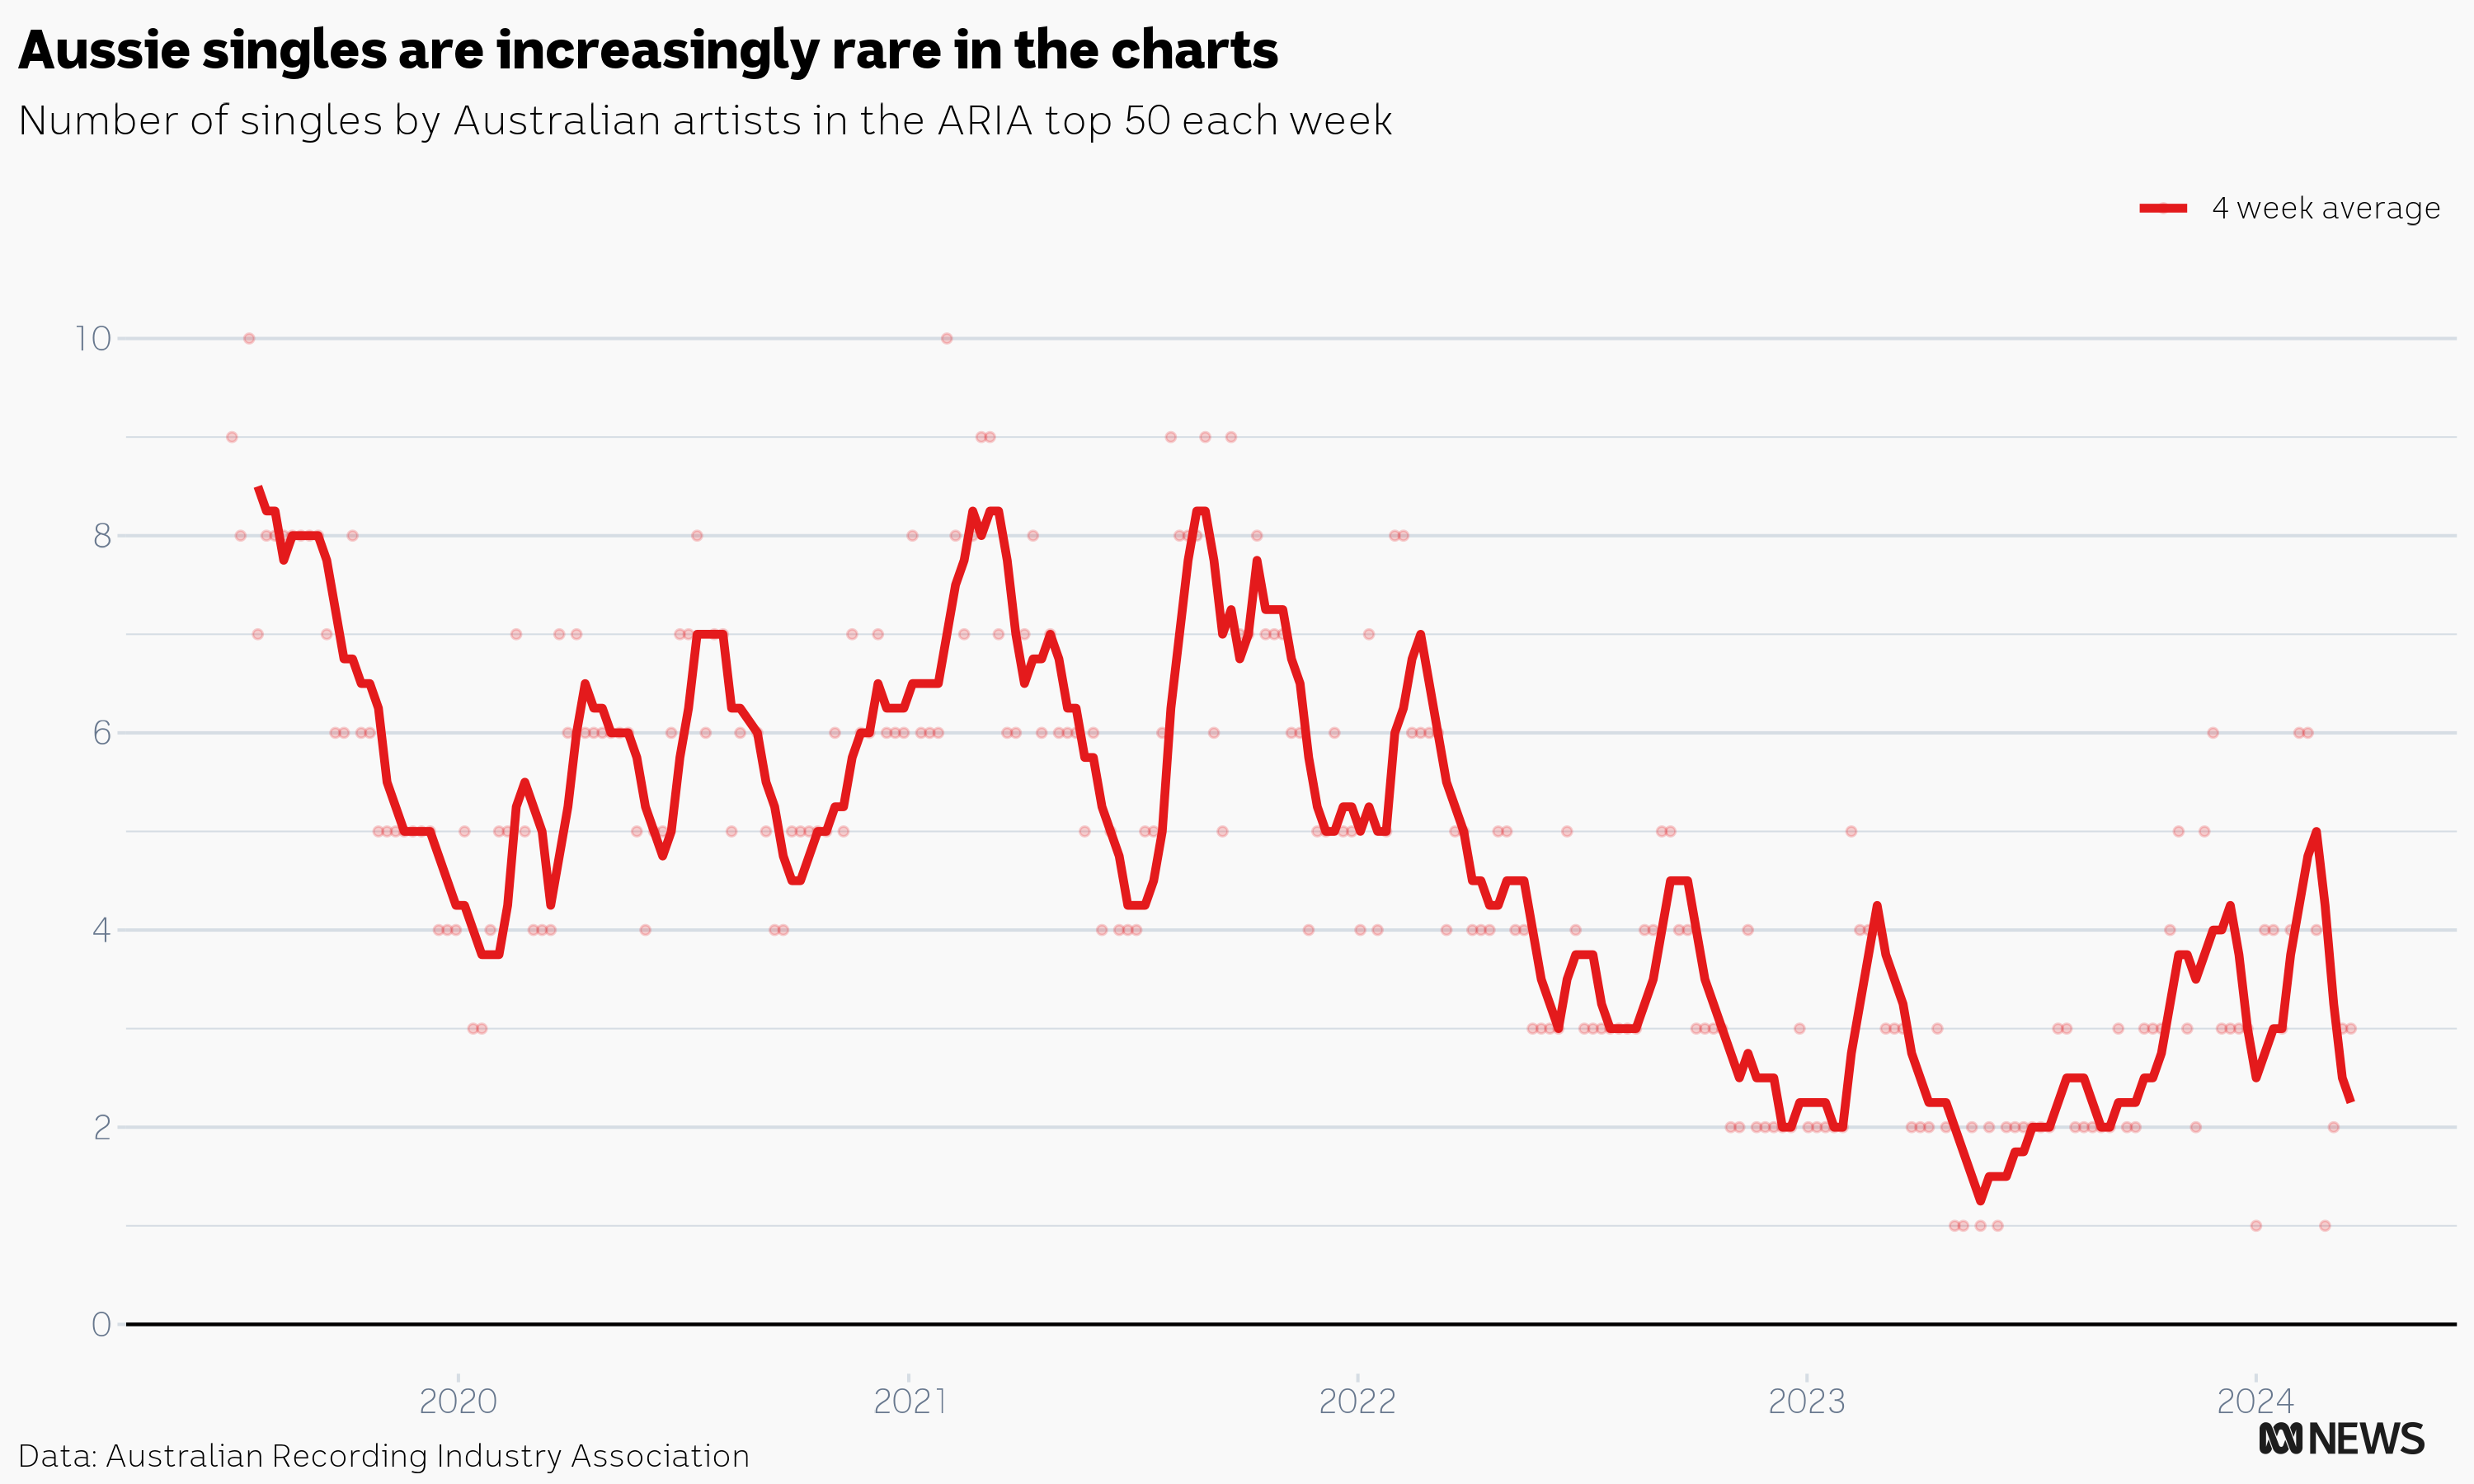 Aussie singles are increasingly rare in the charts
Number of singles by Australian artists in the ARIA top 50 each week
4 week average
10
8
6
4
2
0
2020 2021 2022 2023 2024
NEWS
Data: Australian Recording Industry Association